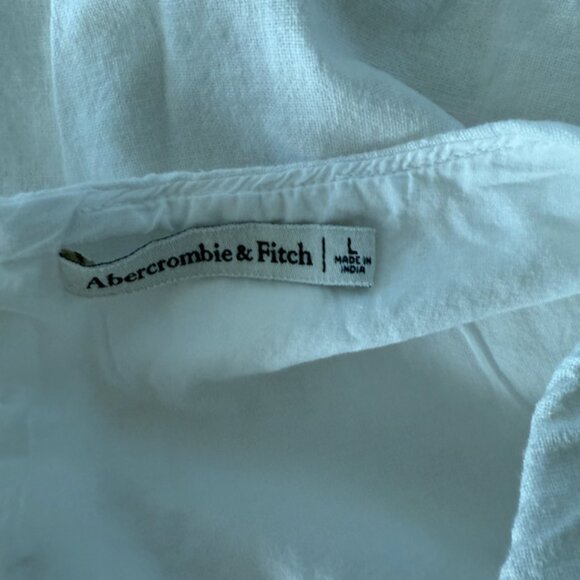 Abercrombie & Fitch | L
MADE IN
INDIA